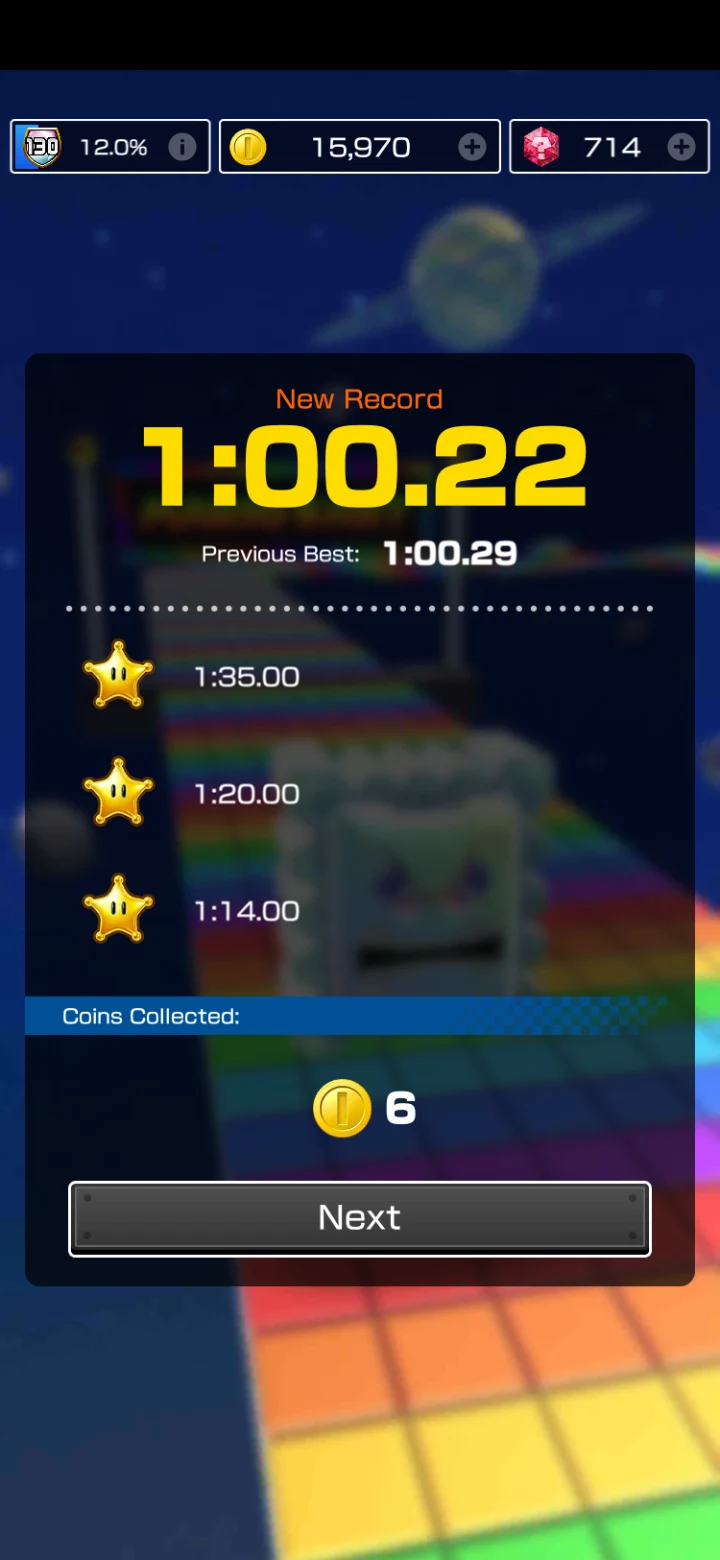 130 12.0% i 15,970 + ? 714 +
New Record
1:00.22
Previous Best: 1:00.29
1:35.00
1:20.00
1:14.00
Coins Collected:
6
Next